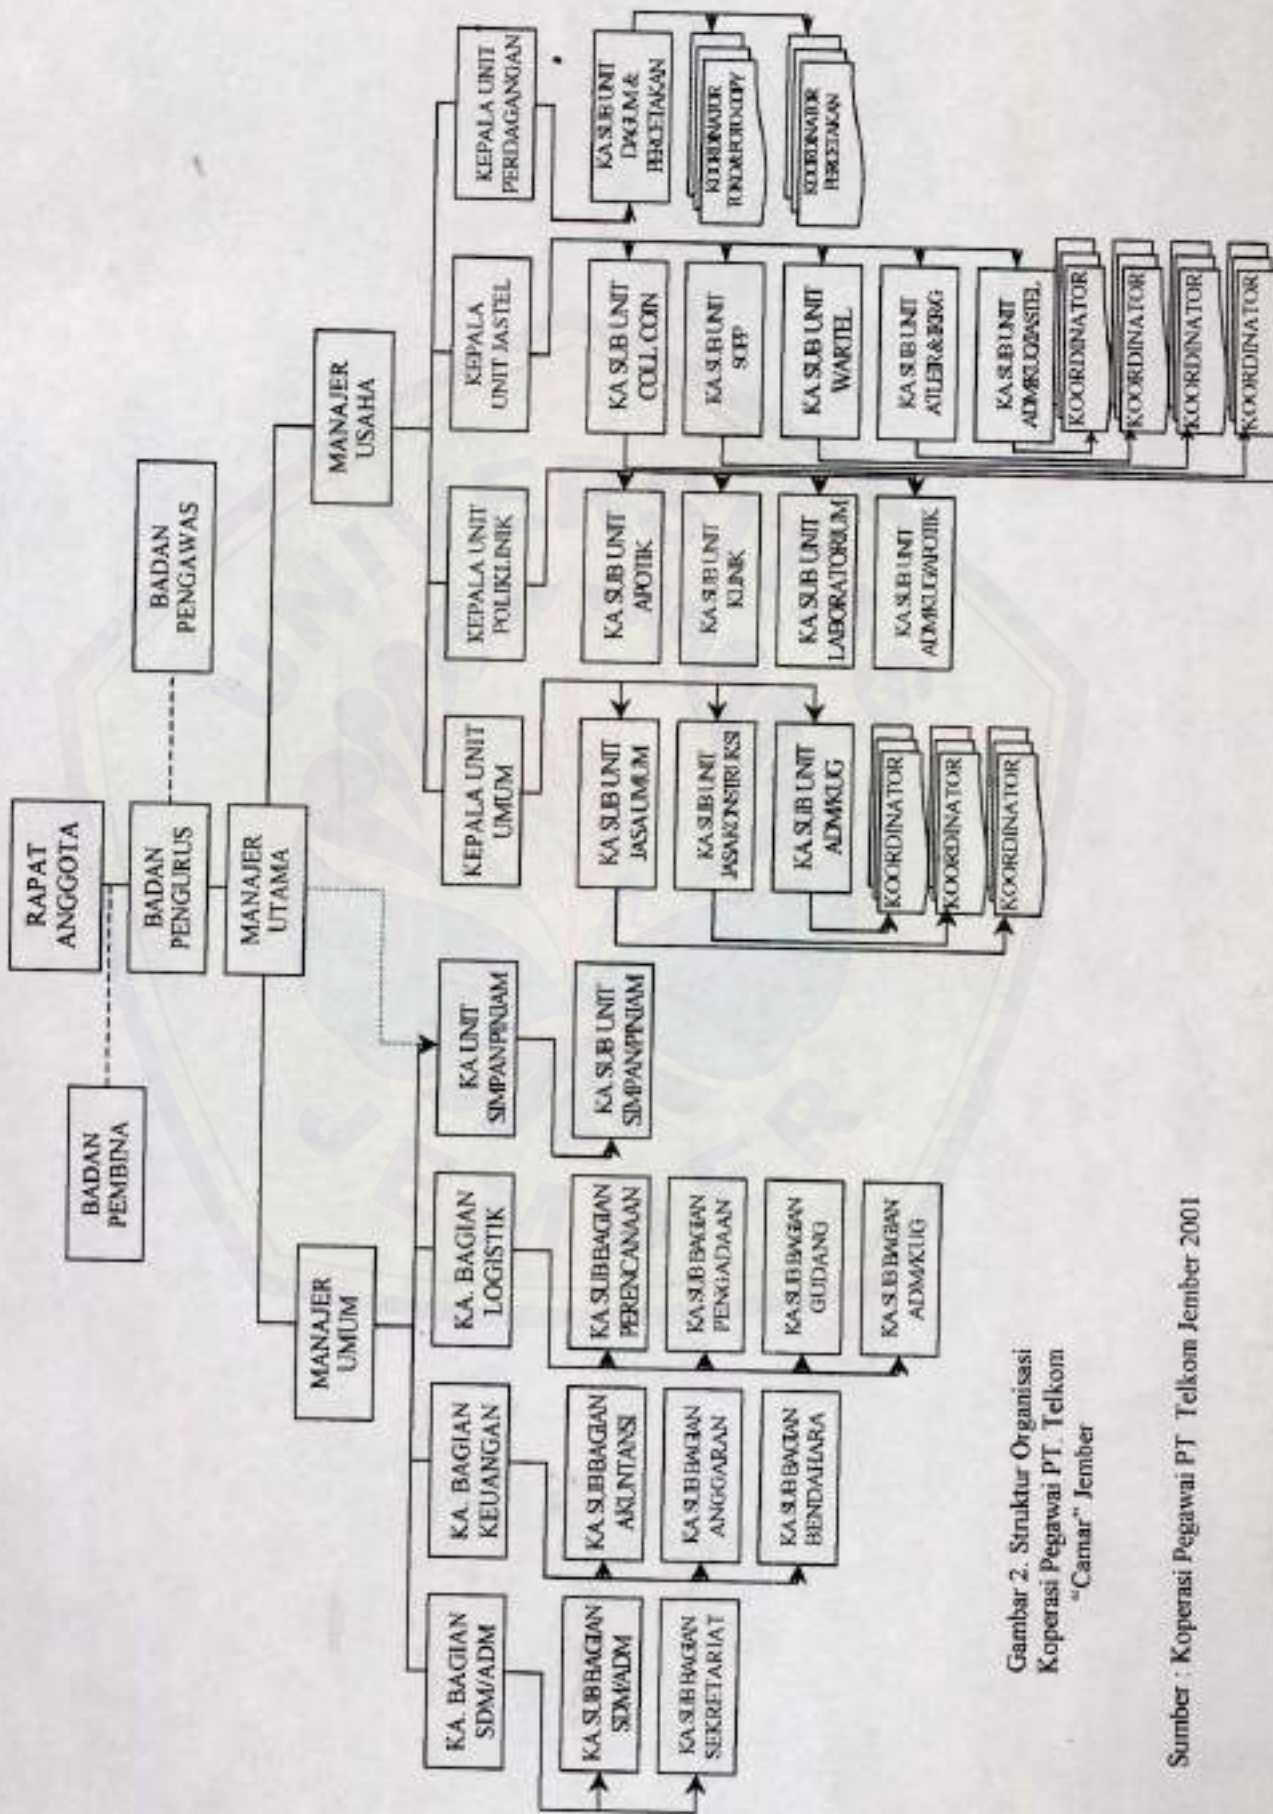 RAPAT
ANGGOTA
BADAN
PEMBINA
BADAN
PENGURUS
BADAN
PENGAWAS
MANAJER
UTAMA
MANAJER
UMUM
MANAJER
USAHA
KA. BAGIAN
SDM/ADM
KA. BAGIAN
KEUANGAN
KA. BAGIAN
LOGISTIK
KA UNIT
SIMPAN/PINJAM
KEPALA UNIT
UMUM
KEPALA UNIT
POLIKLINIK
KEPALA
UNIT JASTEL
KEPALA UNIT
PERDAGANGAN
KA.SUB BAGIAN
SDM/ADM
KA.SUB BAGIAN
SEKRETARIAT
KA.SUB BAGIAN
AKUNTANSI
KA.SUB BAGIAN
ANGGARAN
KA.SUB BAGIAN
BENDAHARA
KA.SUB BAGIAN
PERENCANAAN
KA.SUB BAGIAN
PENGADAAN
KA.SUB BAGIAN
GUDANG
KA.SUB BAGIAN
ADM/KUG
KA.SUB UNIT
SIMPAN/PINJAM
KA SUB UNIT
JASA UMUM
KA.SUB UNIT
JASA KONSTRUKSI
KA.SUB UNIT
ADM/KUG
KOORDINATOR
KOORDINATOR
KOORDINATOR
KA. SUB UNIT
APOTIK
KA.SUB UNIT
KLINIK
KA.SUB UNIT
LABORATORIUM
KA.SUB UNIT
ADM/KUG/APOTIK
KA SUB UNIT
COLL. COIN
KA.SUB UNIT
SOPP
KA.SUB UNIT
WARTEL
KA.SUB UNIT
ATLER & IKRG
KA.SUB UNIT
ADM/KUG/JASTEL
KOORDINATOR
KOORDINATOR
KOORDINATOR
KOORDINATOR
KA SUB UNIT
DAGUM &
PERCETAKAN
KOORDINATOR
TOKO&FOTOCOPY
KOORDINATOR
PERCETAKAN
Gambar 2. Struktur Organisasi
Koperasi Pegawai PT. Telkom
"Camar" Jember
Sumber : Koperasi Pegawai PT Telkom Jember 2001